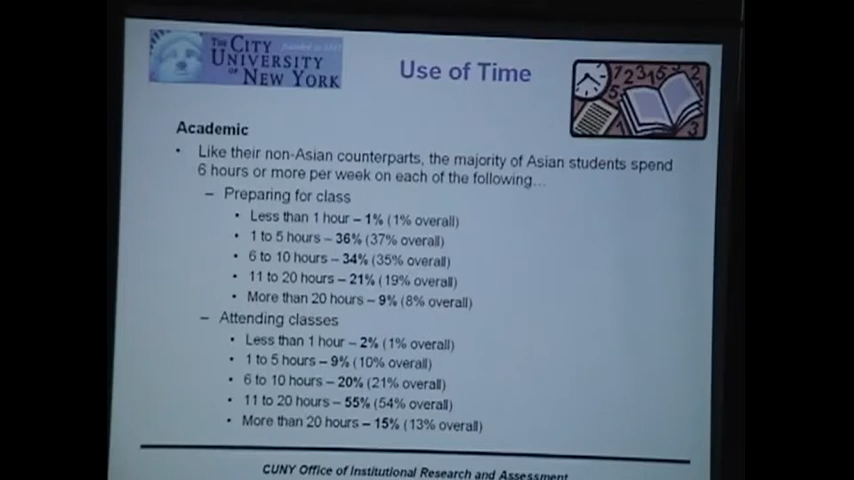 THE CITY founded in 1847
UNIVERSITY
OF NEW YORK
Use of Time
Academic
• Like their non-Asian counterparts, the majority of Asian students spend
6 hours or more per week on each of the following…
– Preparing for class
• Less than 1 hour – 1% (1% overall)
• 1 to 5 hours – 36% (37% overall)
• 6 to 10 hours – 34% (35% overall)
• 11 to 20 hours – 21% (19% overall)
• More than 20 hours – 9% (8% overall)
– Attending classes
• Less than 1 hour – 2% (1% overall)
• 1 to 5 hours – 9% (10% overall)
• 6 to 10 hours – 20% (21% overall)
• 11 to 20 hours – 55% (54% overall)
• More than 20 hours – 15% (13% overall)
CUNY Office of Institutional Research and Assessment